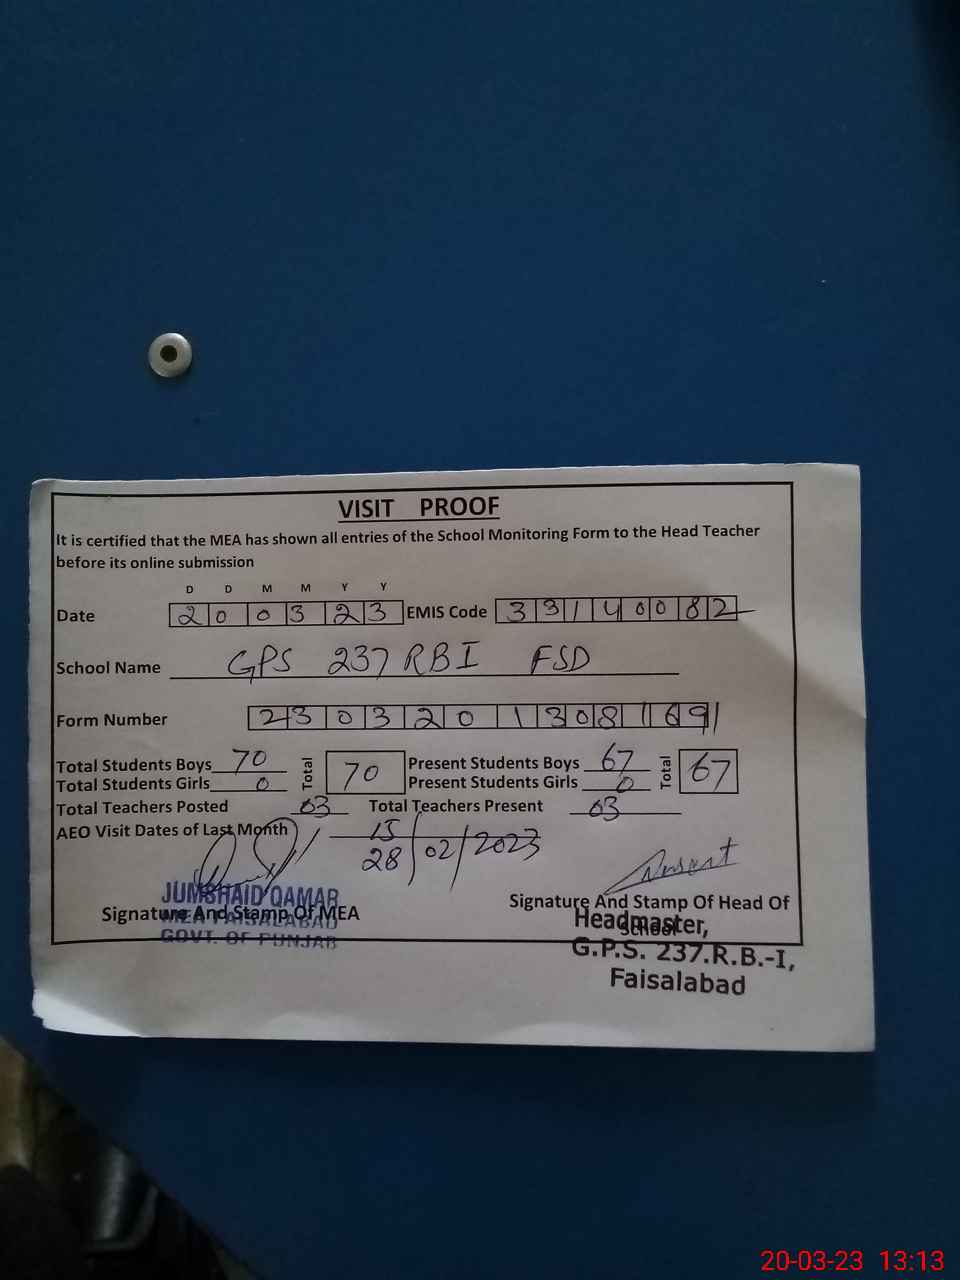 VISIT PROOF
It is certified that the MEA has shown all entries of the School Monitoring Form to the Head Teacher
before its online submission
D D M M Y Y
Date 2 0 0 3 2 3 EMIS Code 3 3 1 4 0 0 8 2
School Name GPS 237 RB I FSD
Form Number 2 3 0 3 2 0 1 3 0 8 1 6 9 1
Total Students Boys 70 Total 70 Present Students Boys 67 Total 67
Total Students Girls 0 Present Students Girls 0
Total Teachers Posted 03 Total Teachers Present 03
AEO Visit Dates of Last Month 15
28 /02/2023
JUMSHAID QAMAR
Signature And Stamp Of MEA
MEA FAISALABAD
GOVT. OF PUNJAB
Signature And Stamp Of Head Of
School
Headmaster,
G.P.S. 237.R.B.-I,
Faisalabad
20-03-23 13:13